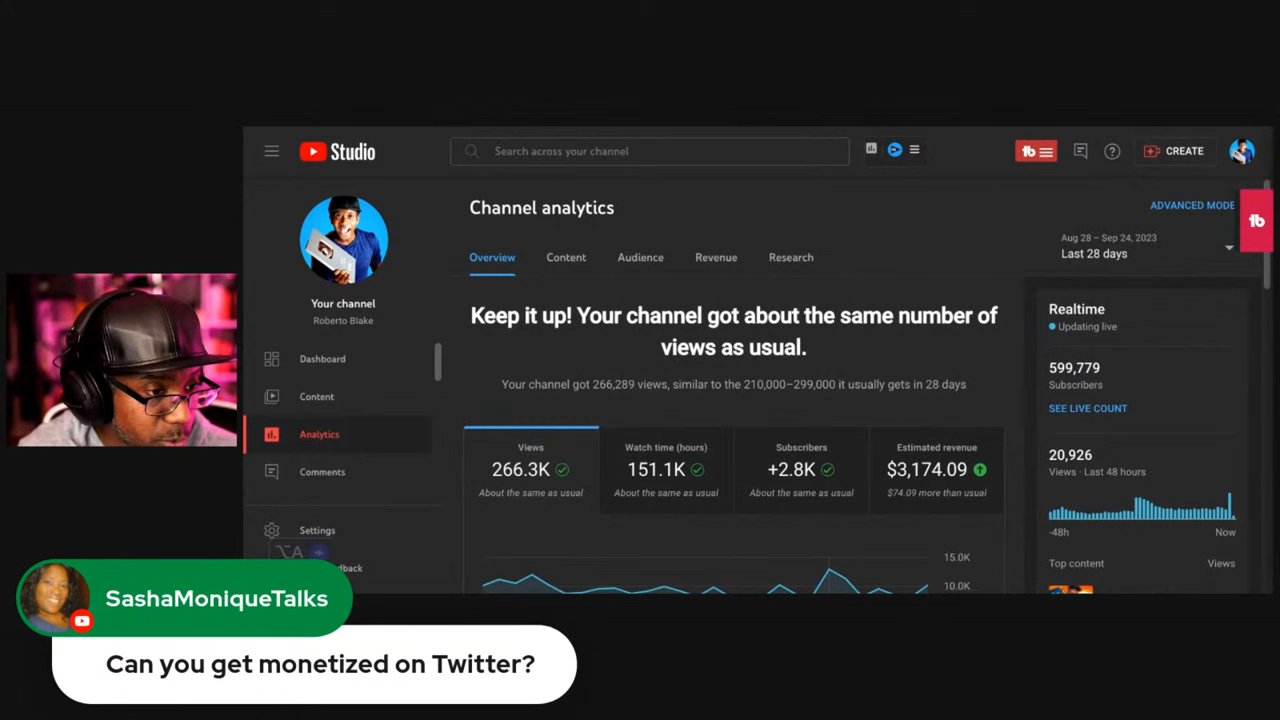 Studio
Search across your channel
CREATE
Your channel
Roberto Blake
Dashboard
Content
Analytics
Comments
Settings
⌥A
dback
Channel analytics
ADVANCED MODE
Aug 28 – Sep 24, 2023
Last 28 days
Overview
Content
Audience
Revenue
Research
Keep it up! Your channel got about the same number of
views as usual.
Your channel got 266,289 views, similar to the 210,000–299,000 it usually gets in 28 days
Views
266.3K
About the same as usual
Watch time (hours)
151.1K
About the same as usual
Subscribers
+2.8K
About the same as usual
Estimated revenue
$3,174.09
$74.09 more than usual
15.0K
10.0K
Realtime
Updating live
599,779
Subscribers
SEE LIVE COUNT
20,926
Views · Last 48 hours
-48h
Now
Top content
Views
tb
tb
SashaMoniqueTalks
Can you get monetized on Twitter?